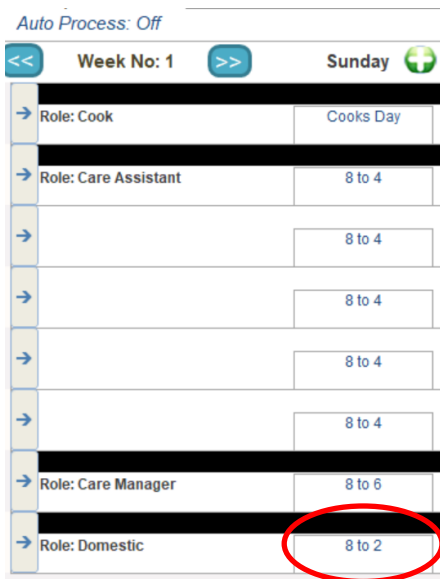 Auto Process: Off
<< Week No: 1 >> Sunday
Role: Cook Cooks Day
Role: Care Assistant 8 to 4
8 to 4
8 to 4
8 to 4
8 to 4
Role: Care Manager 8 to 6
Role: Domestic 8 to 2